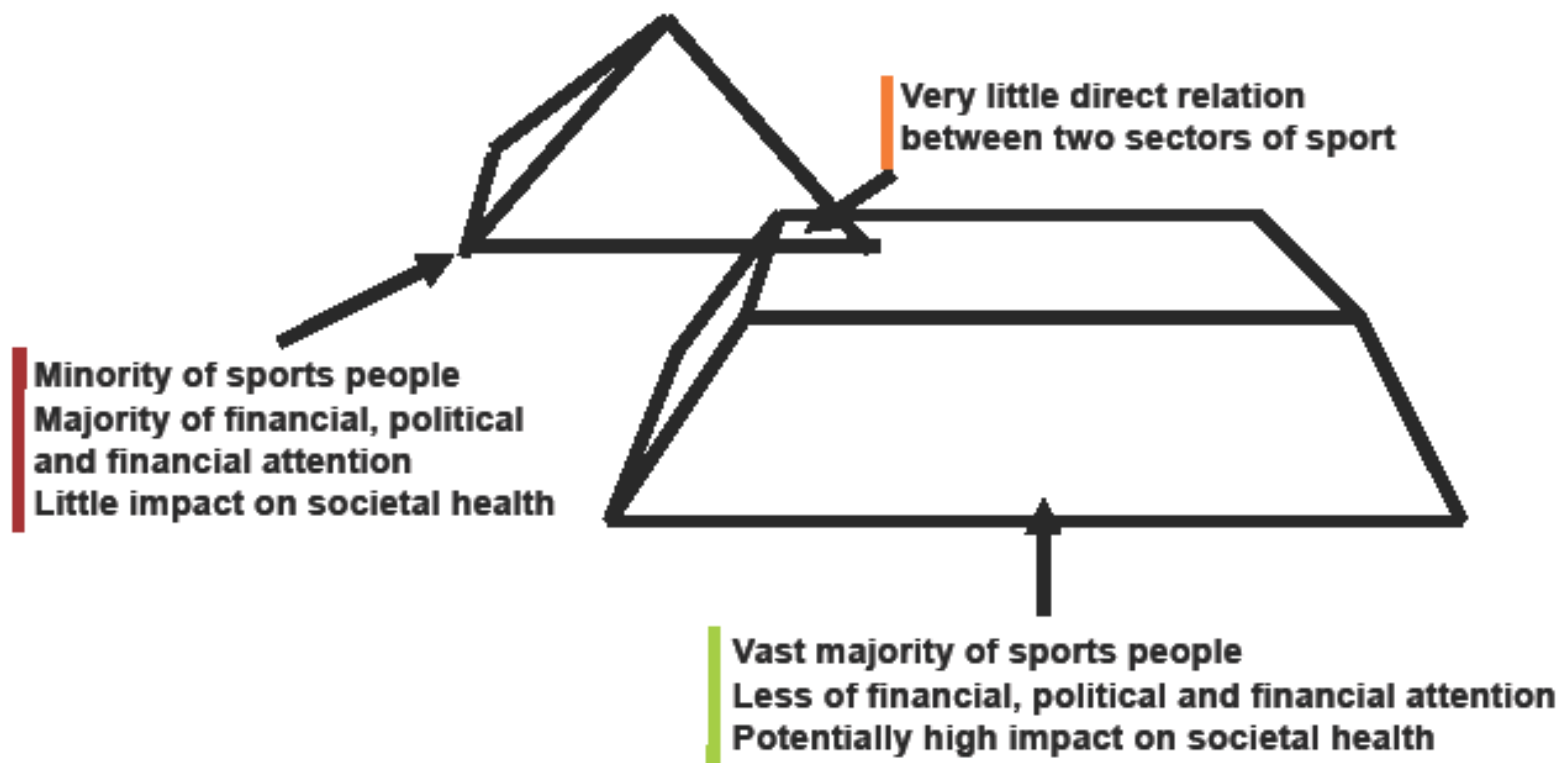 Very little direct relation
between two sectors of sport
Minority of sports people
Majority of financial, political
and financial attention
Little impact on societal health
Vast majority of sports people
Less of financial, political and financial attention
Potentially high impact on societal health